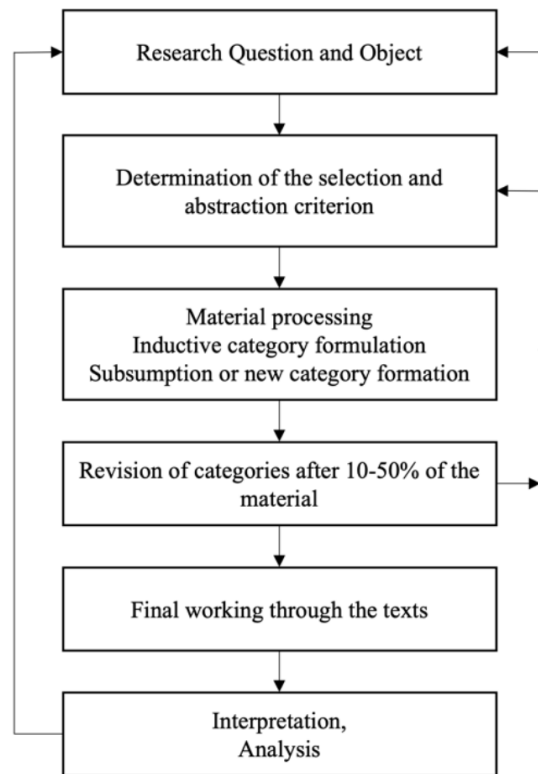 Research Question and Object
Determination of the selection and
abstraction criterion
Material processing
Inductive category formulation
Subsumption or new category formation
Revision of categories after 10-50% of the
material
Final working through the texts
Interpretation,
Analysis